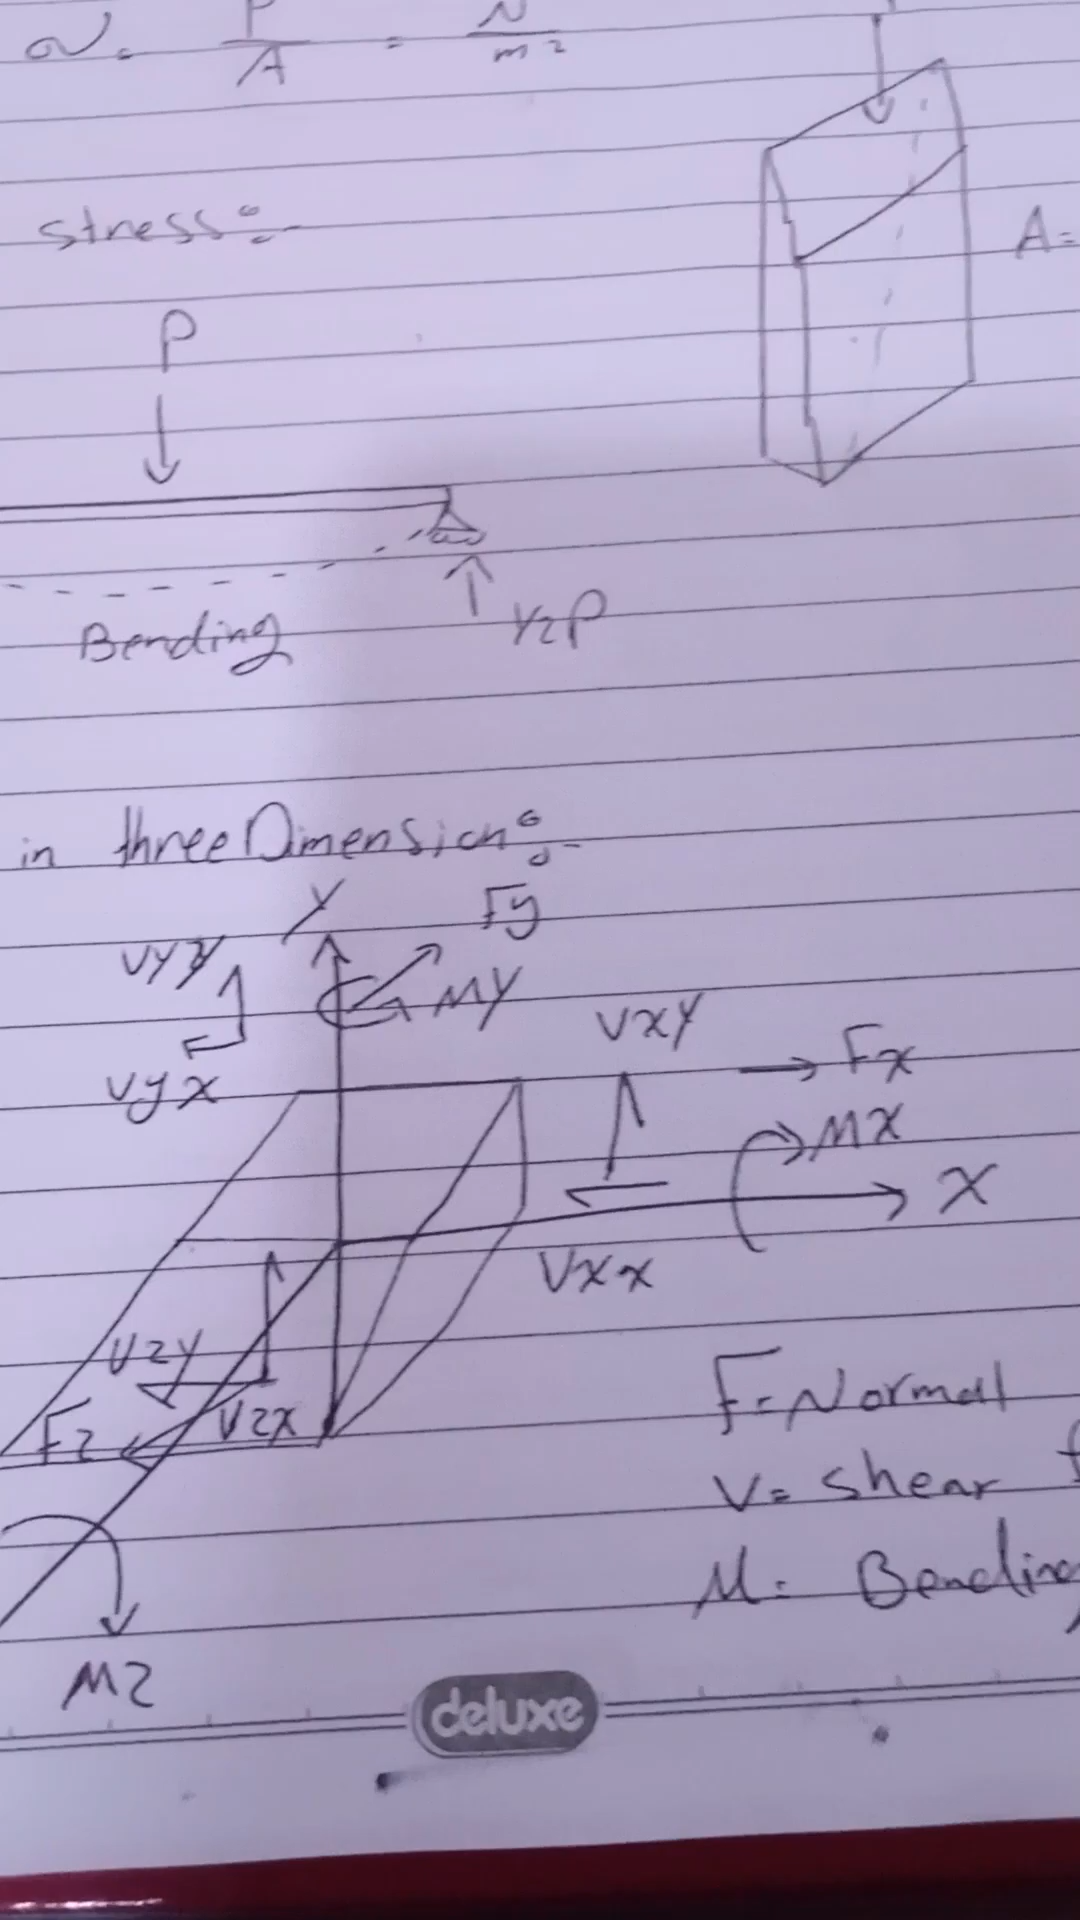 σ = P/A = N/m²
stress:-
A=
P
1/2P
Bending
in three Dimension:-
Y
Fy
VYY
MY
VXY
Fx
VYX
MX
X
VXX
VZY
VZX
FZ
F=Normal
V= Shear f
M= Bending
MZ
deluxe